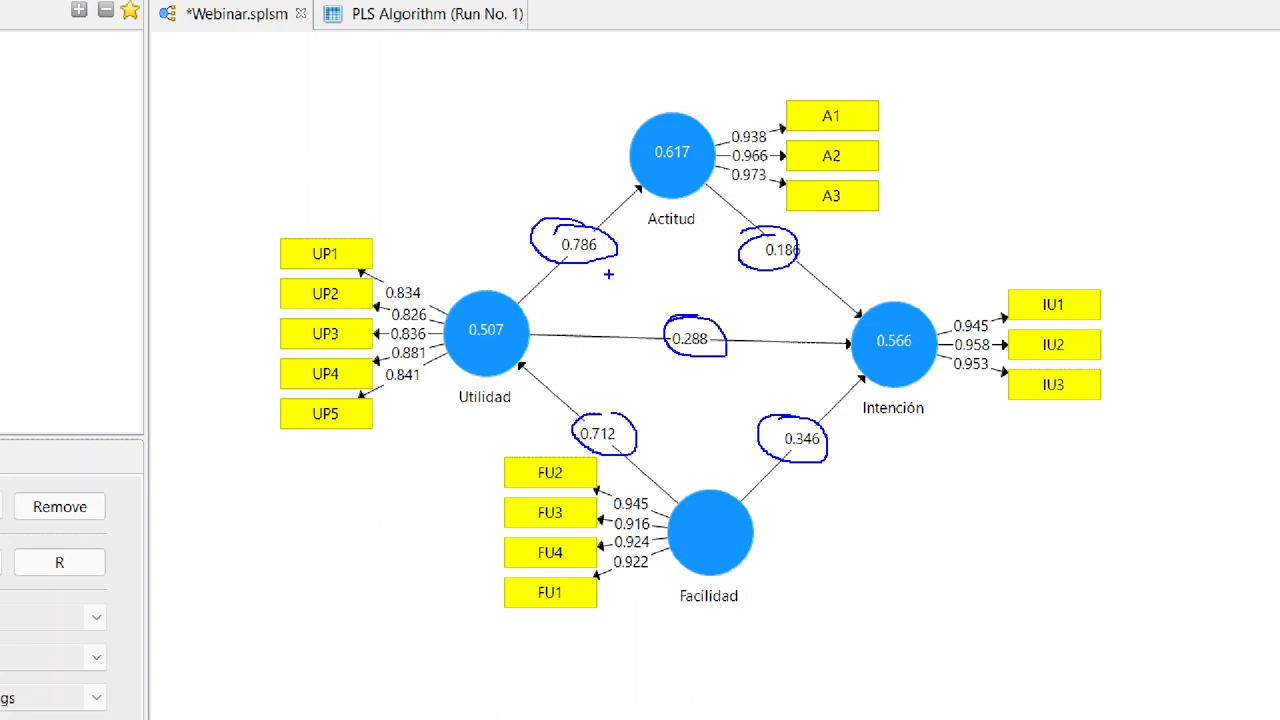 *Webinar.splsm
PLS Algorithm (Run No. 1)
A1
0.938
0.617
0.966
A2
0.973
A3
Actitud
0.786
0.186
UP1
0.834
UP2
0.826
0.507
UP3
0.836
0.881
UP4
0.841
UP5
Utilidad
0.288
0.566
IU1
0.945
0.958
IU2
0.953
IU3
Intención
0.712
0.346
FU2
0.945
FU3
0.916
0.924
FU4
0.922
FU1
Facilidad
Remove
R
gs